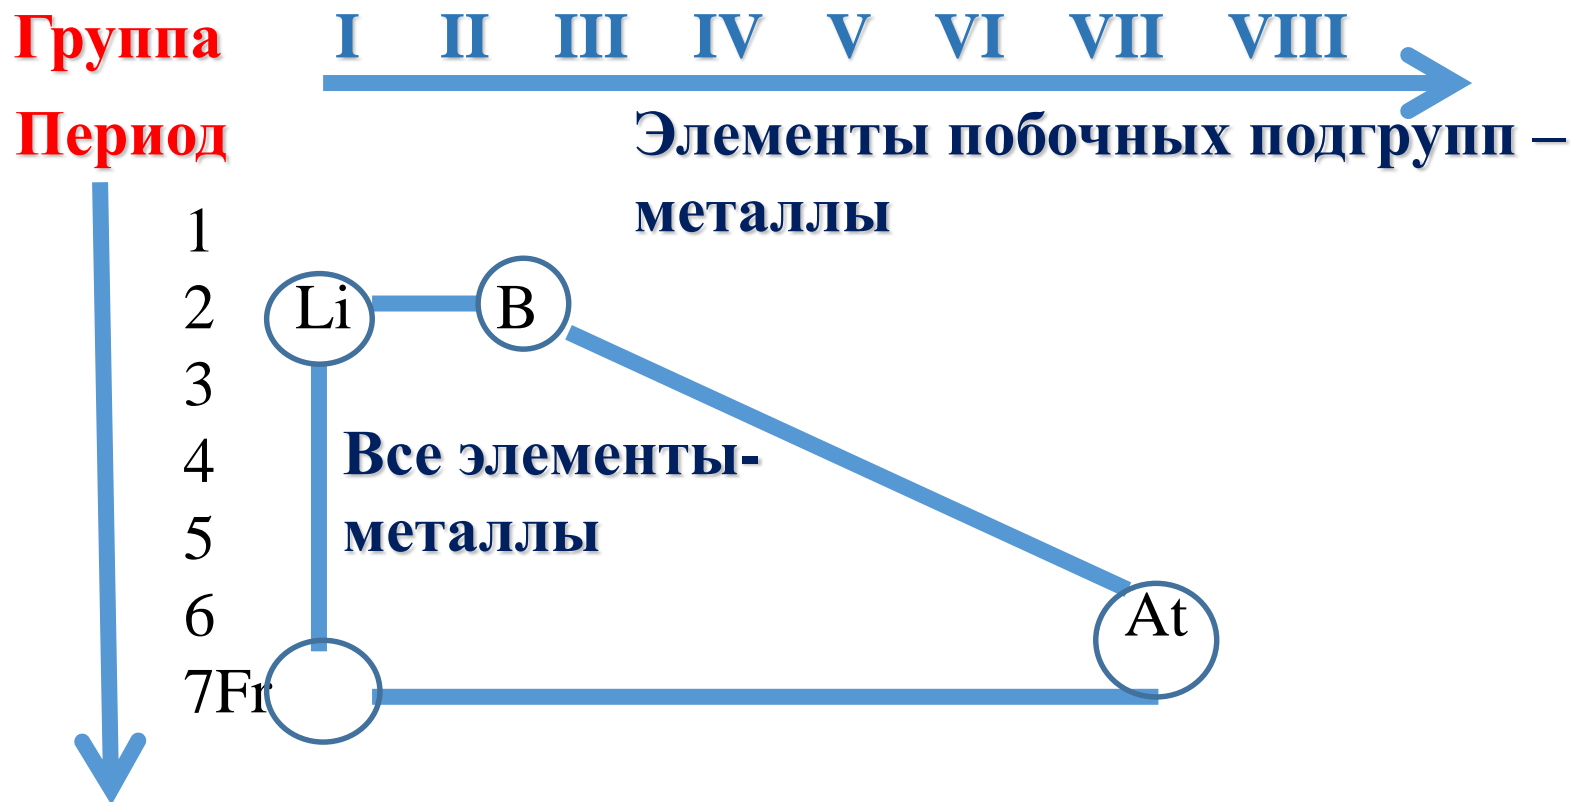 Группа I II III IV V VI VII VIII
Период
Элементы побочных подгрупп –
металлы
1
2 Li B
3
4
Все элементы-
5
металлы
6 At
7Fr